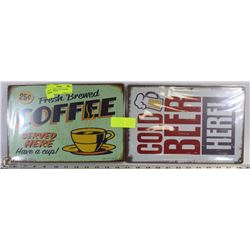 25¢
Fresh Brewed
COFFEE
SERVED
HERE
Have a cup!
COLD
BEER
HERE